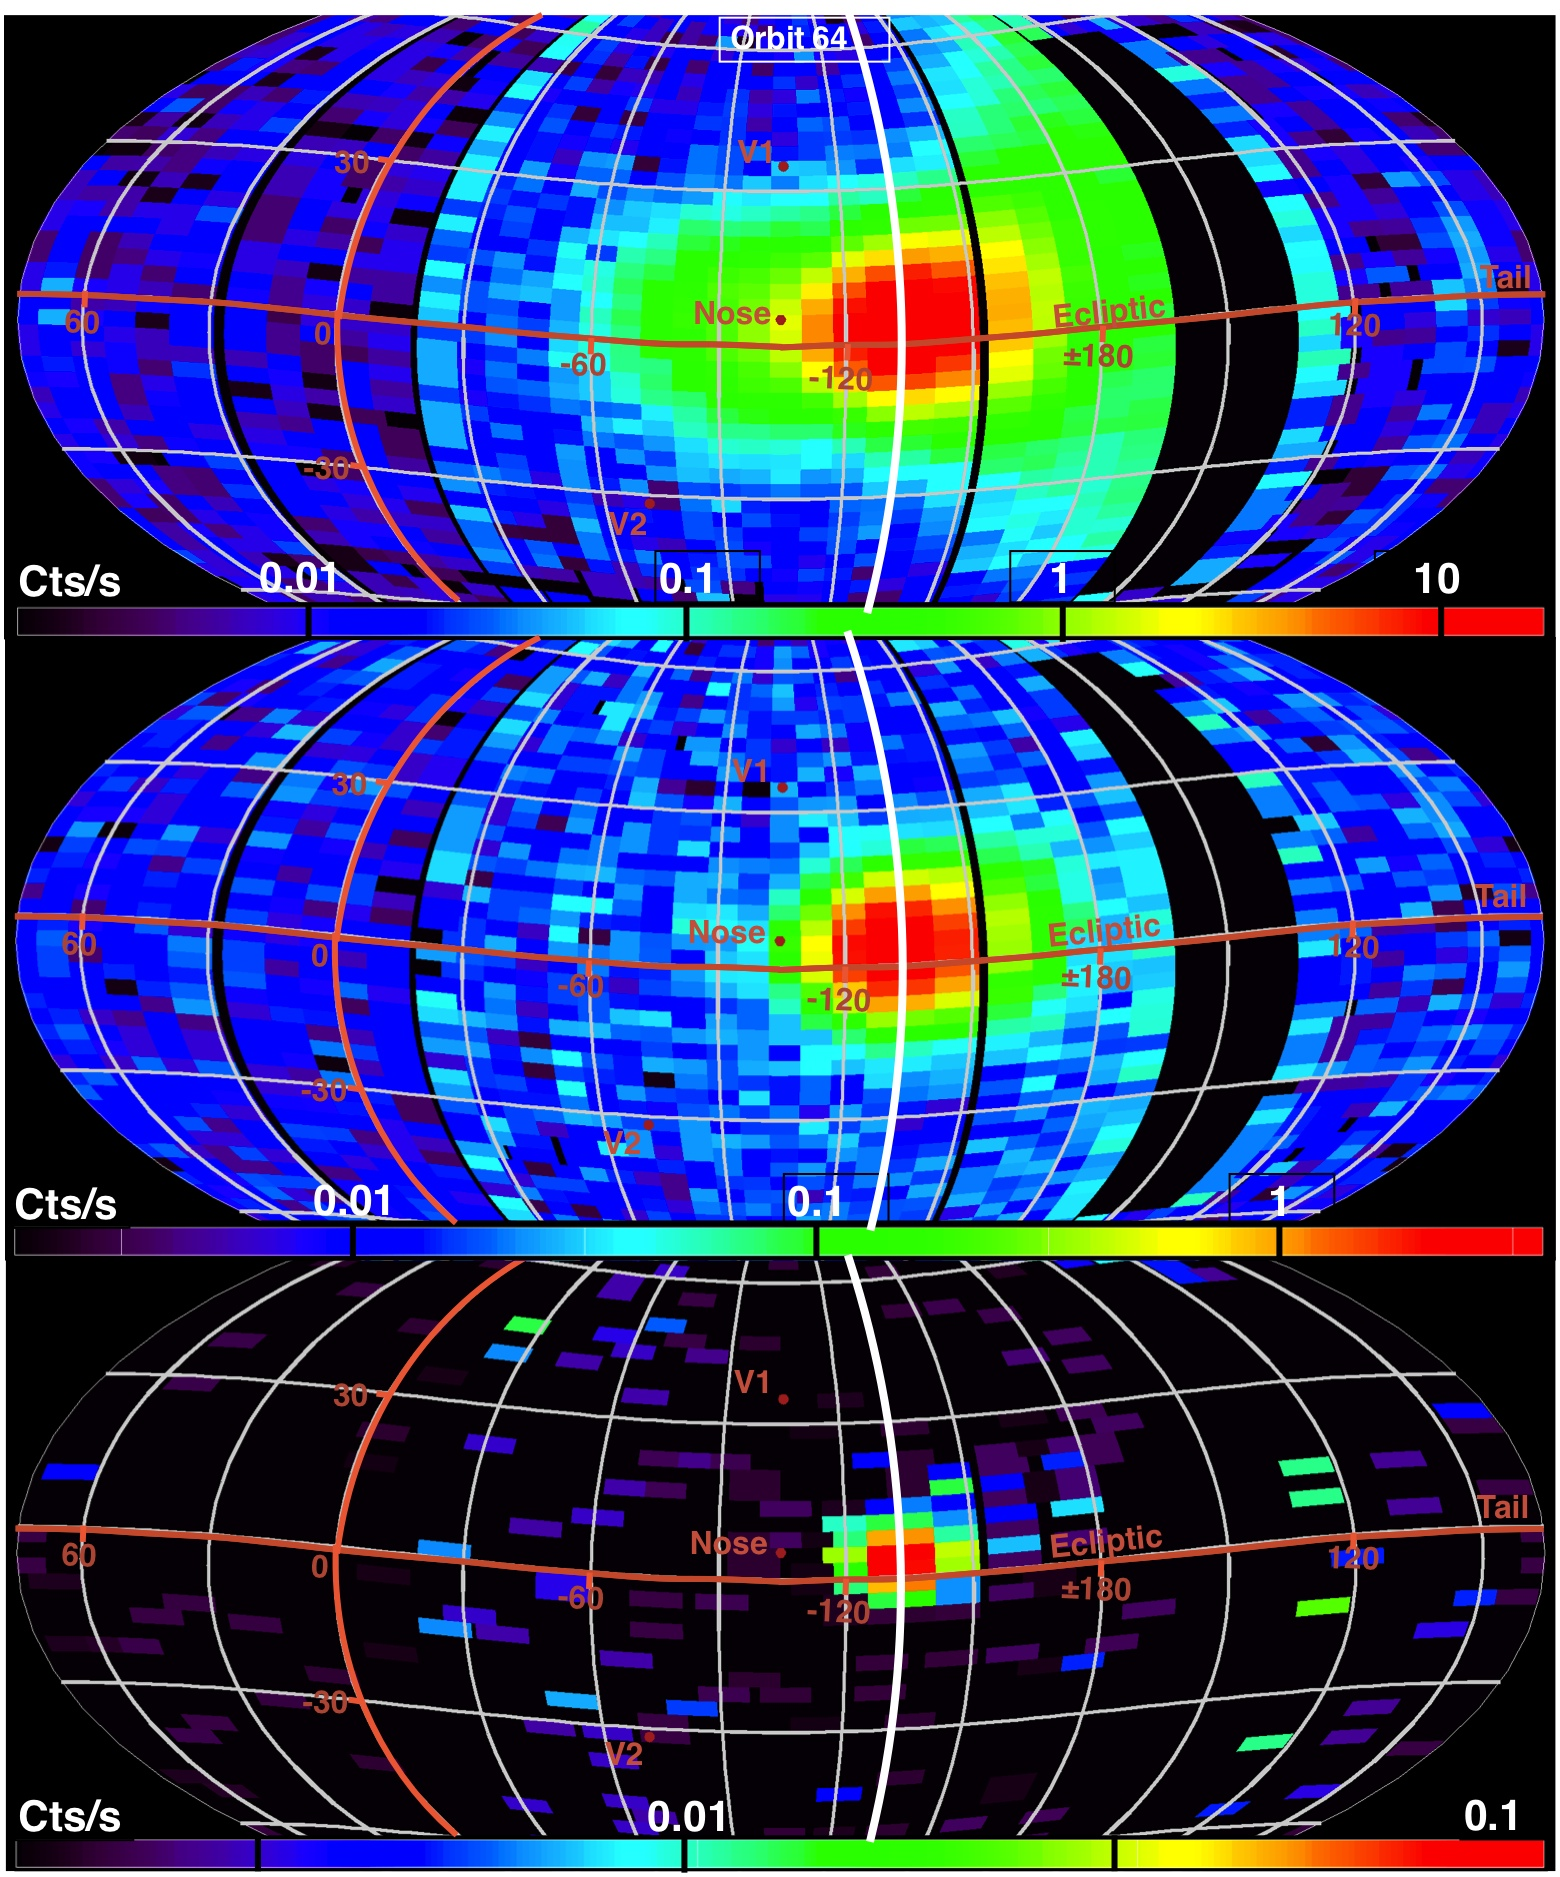 Orbit 64
V1
30
Tail
Nose
Ecliptic
60
0
120
-60
±180
-120
-30
V2
Cts/s
0.01
0.1
1
10
V1
30
Tail
Nose
Ecliptic
60
0
120
-60
±180
-120
-30
V2
Cts/s
0.01
0.1
1
V1
30
Tail
Nose
Ecliptic
60
0
120
-60
±180
-120
-30
V2
Cts/s
0.01
0.1